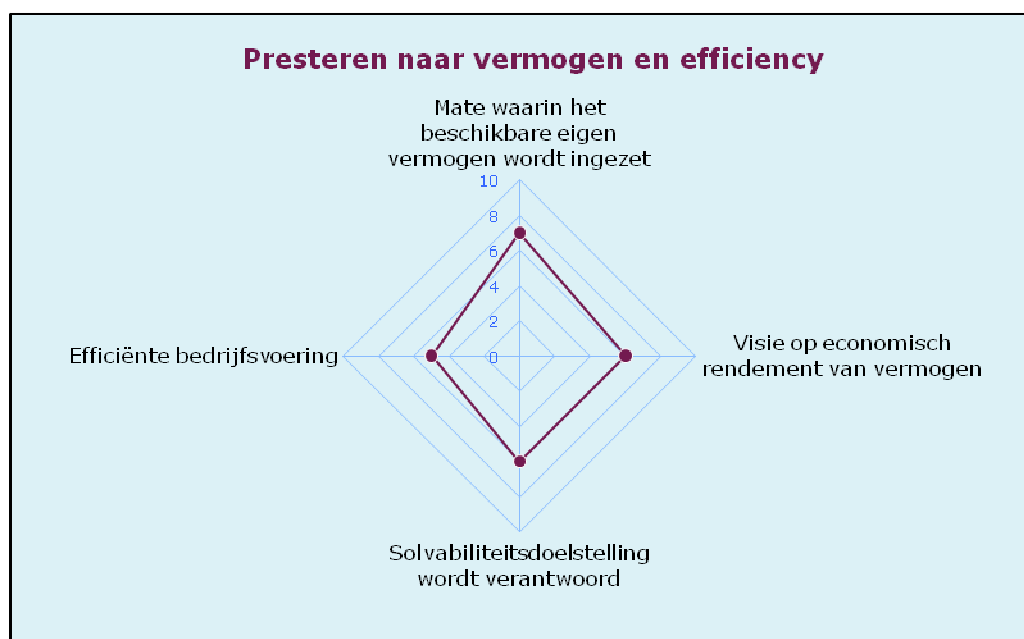 Presteren naar vermogen en efficiency
Mate waarin het
beschikbare eigen
vermogen wordt ingezet
10
8
6
4
2
0
Efficiënte bedrijfsvoering
Visie op economisch
rendement van vermogen
Solvabiliteitsdoelstelling
wordt verantwoord